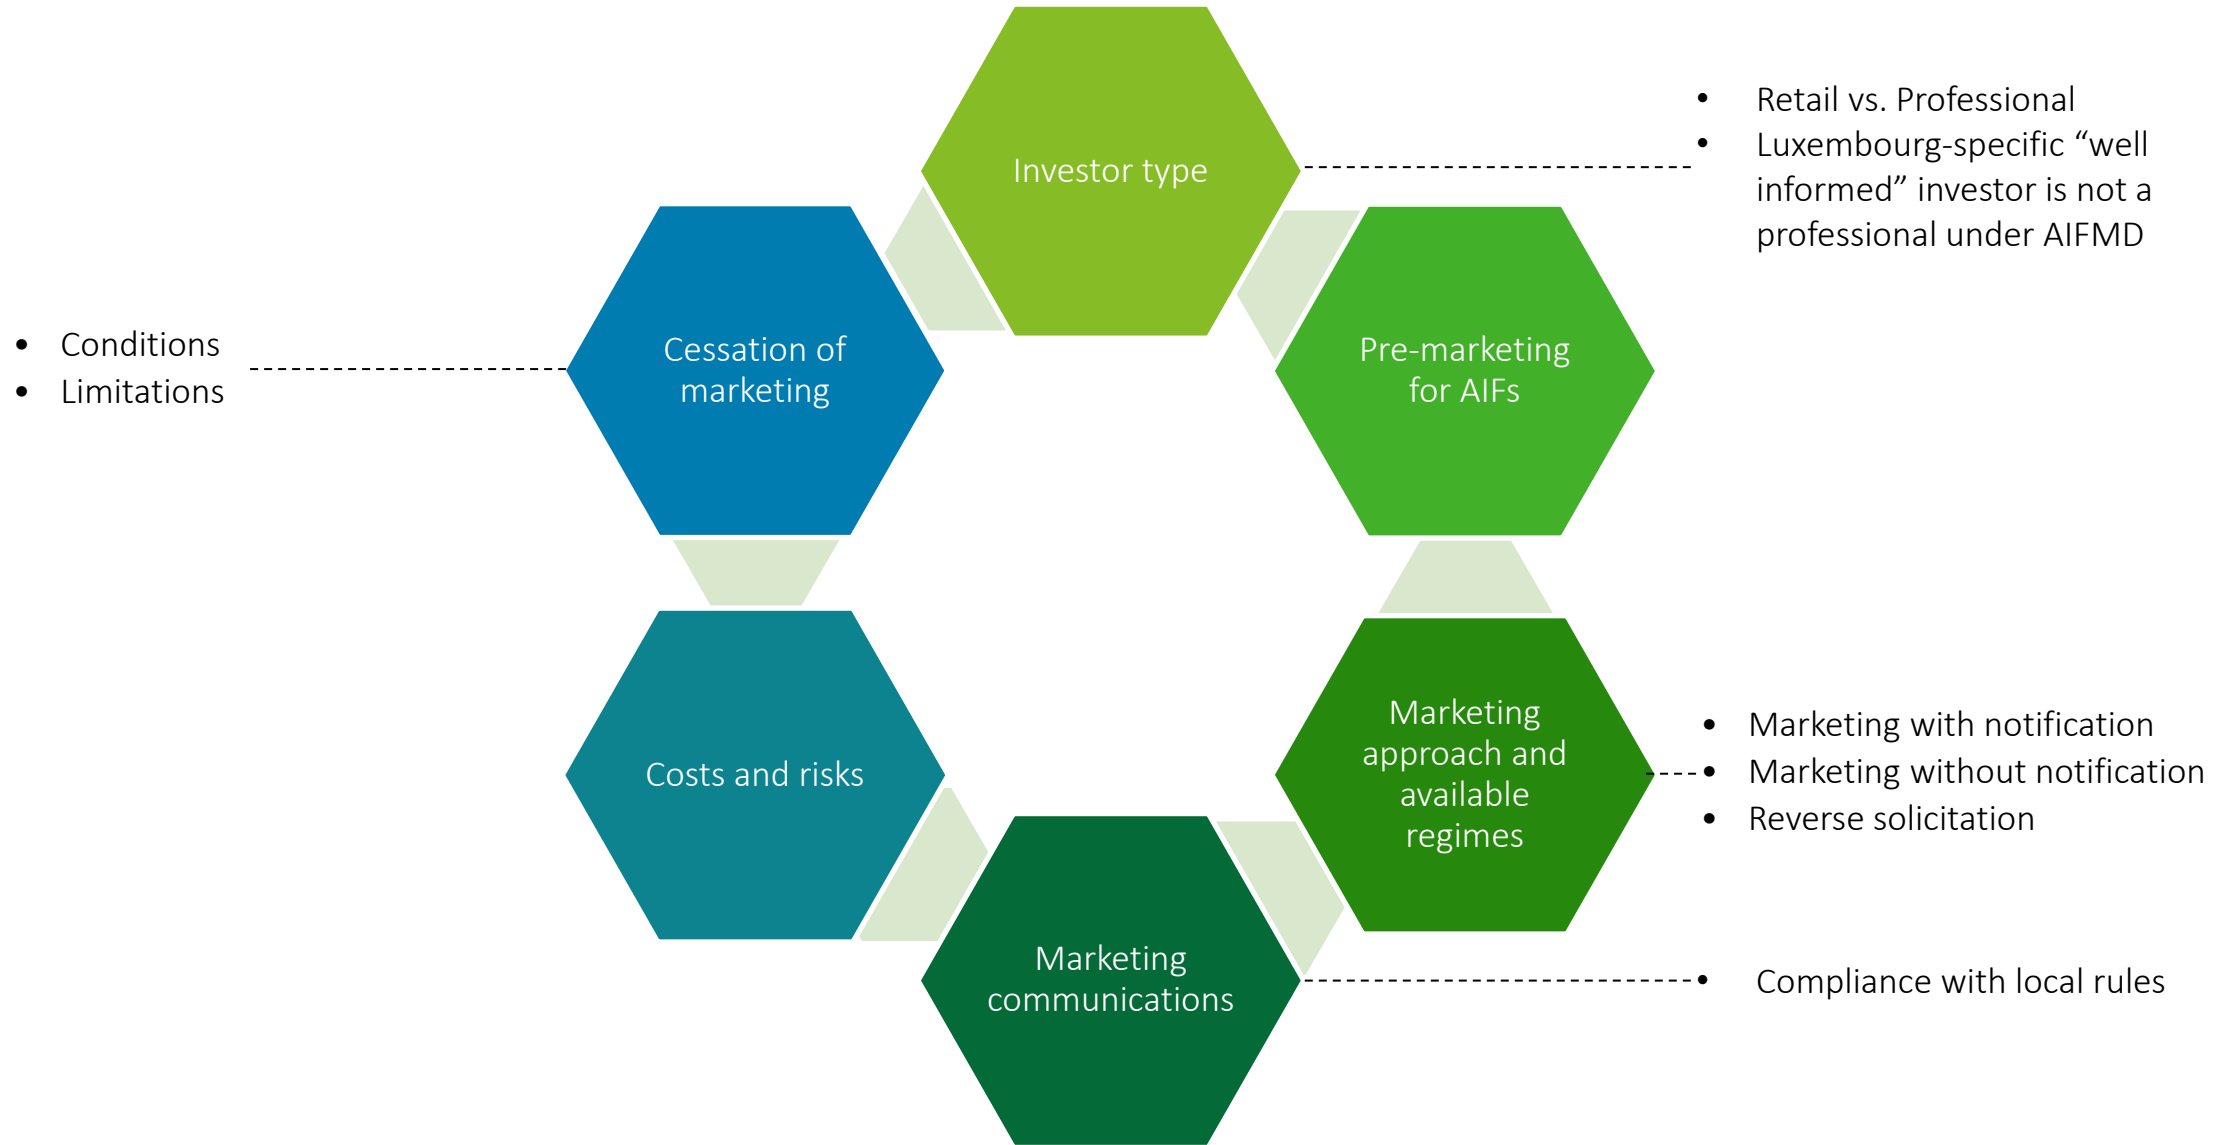 Investor type
• Retail vs. Professional
• Luxembourg-specific “well
informed” investor is not a
professional under AIFMD
Pre-marketing
for AIFs
Marketing
approach and
available
regimes
• Marketing with notification
• Marketing without notification
• Reverse solicitation
Marketing
communications
• Compliance with local rules
Costs and risks
Cessation of
marketing
• Conditions
• Limitations